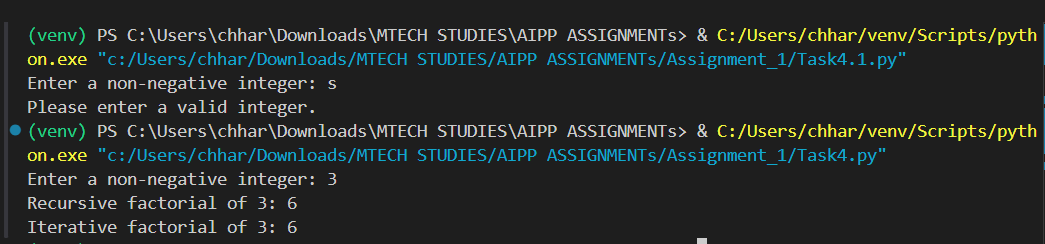 (venv) PS C:\Users\chhar\Downloads\MTECH STUDIES\AIPP ASSIGNMENTs> & C:/Users/chhar/venv/Scripts/pyth
on.exe "c:/Users/chhar/Downloads/MTECH STUDIES/AIPP ASSIGNMENTs/Assignment_1/Task4.1.py"
Enter a non-negative integer: s
Please enter a valid integer.
(venv) PS C:\Users\chhar\Downloads\MTECH STUDIES\AIPP ASSIGNMENTs> & C:/Users/chhar/venv/Scripts/pyth
on.exe "c:/Users/chhar/Downloads/MTECH STUDIES/AIPP ASSIGNMENTs/Assignment_1/Task4.py"
Enter a non-negative integer: 3
Recursive factorial of 3: 6
Iterative factorial of 3: 6